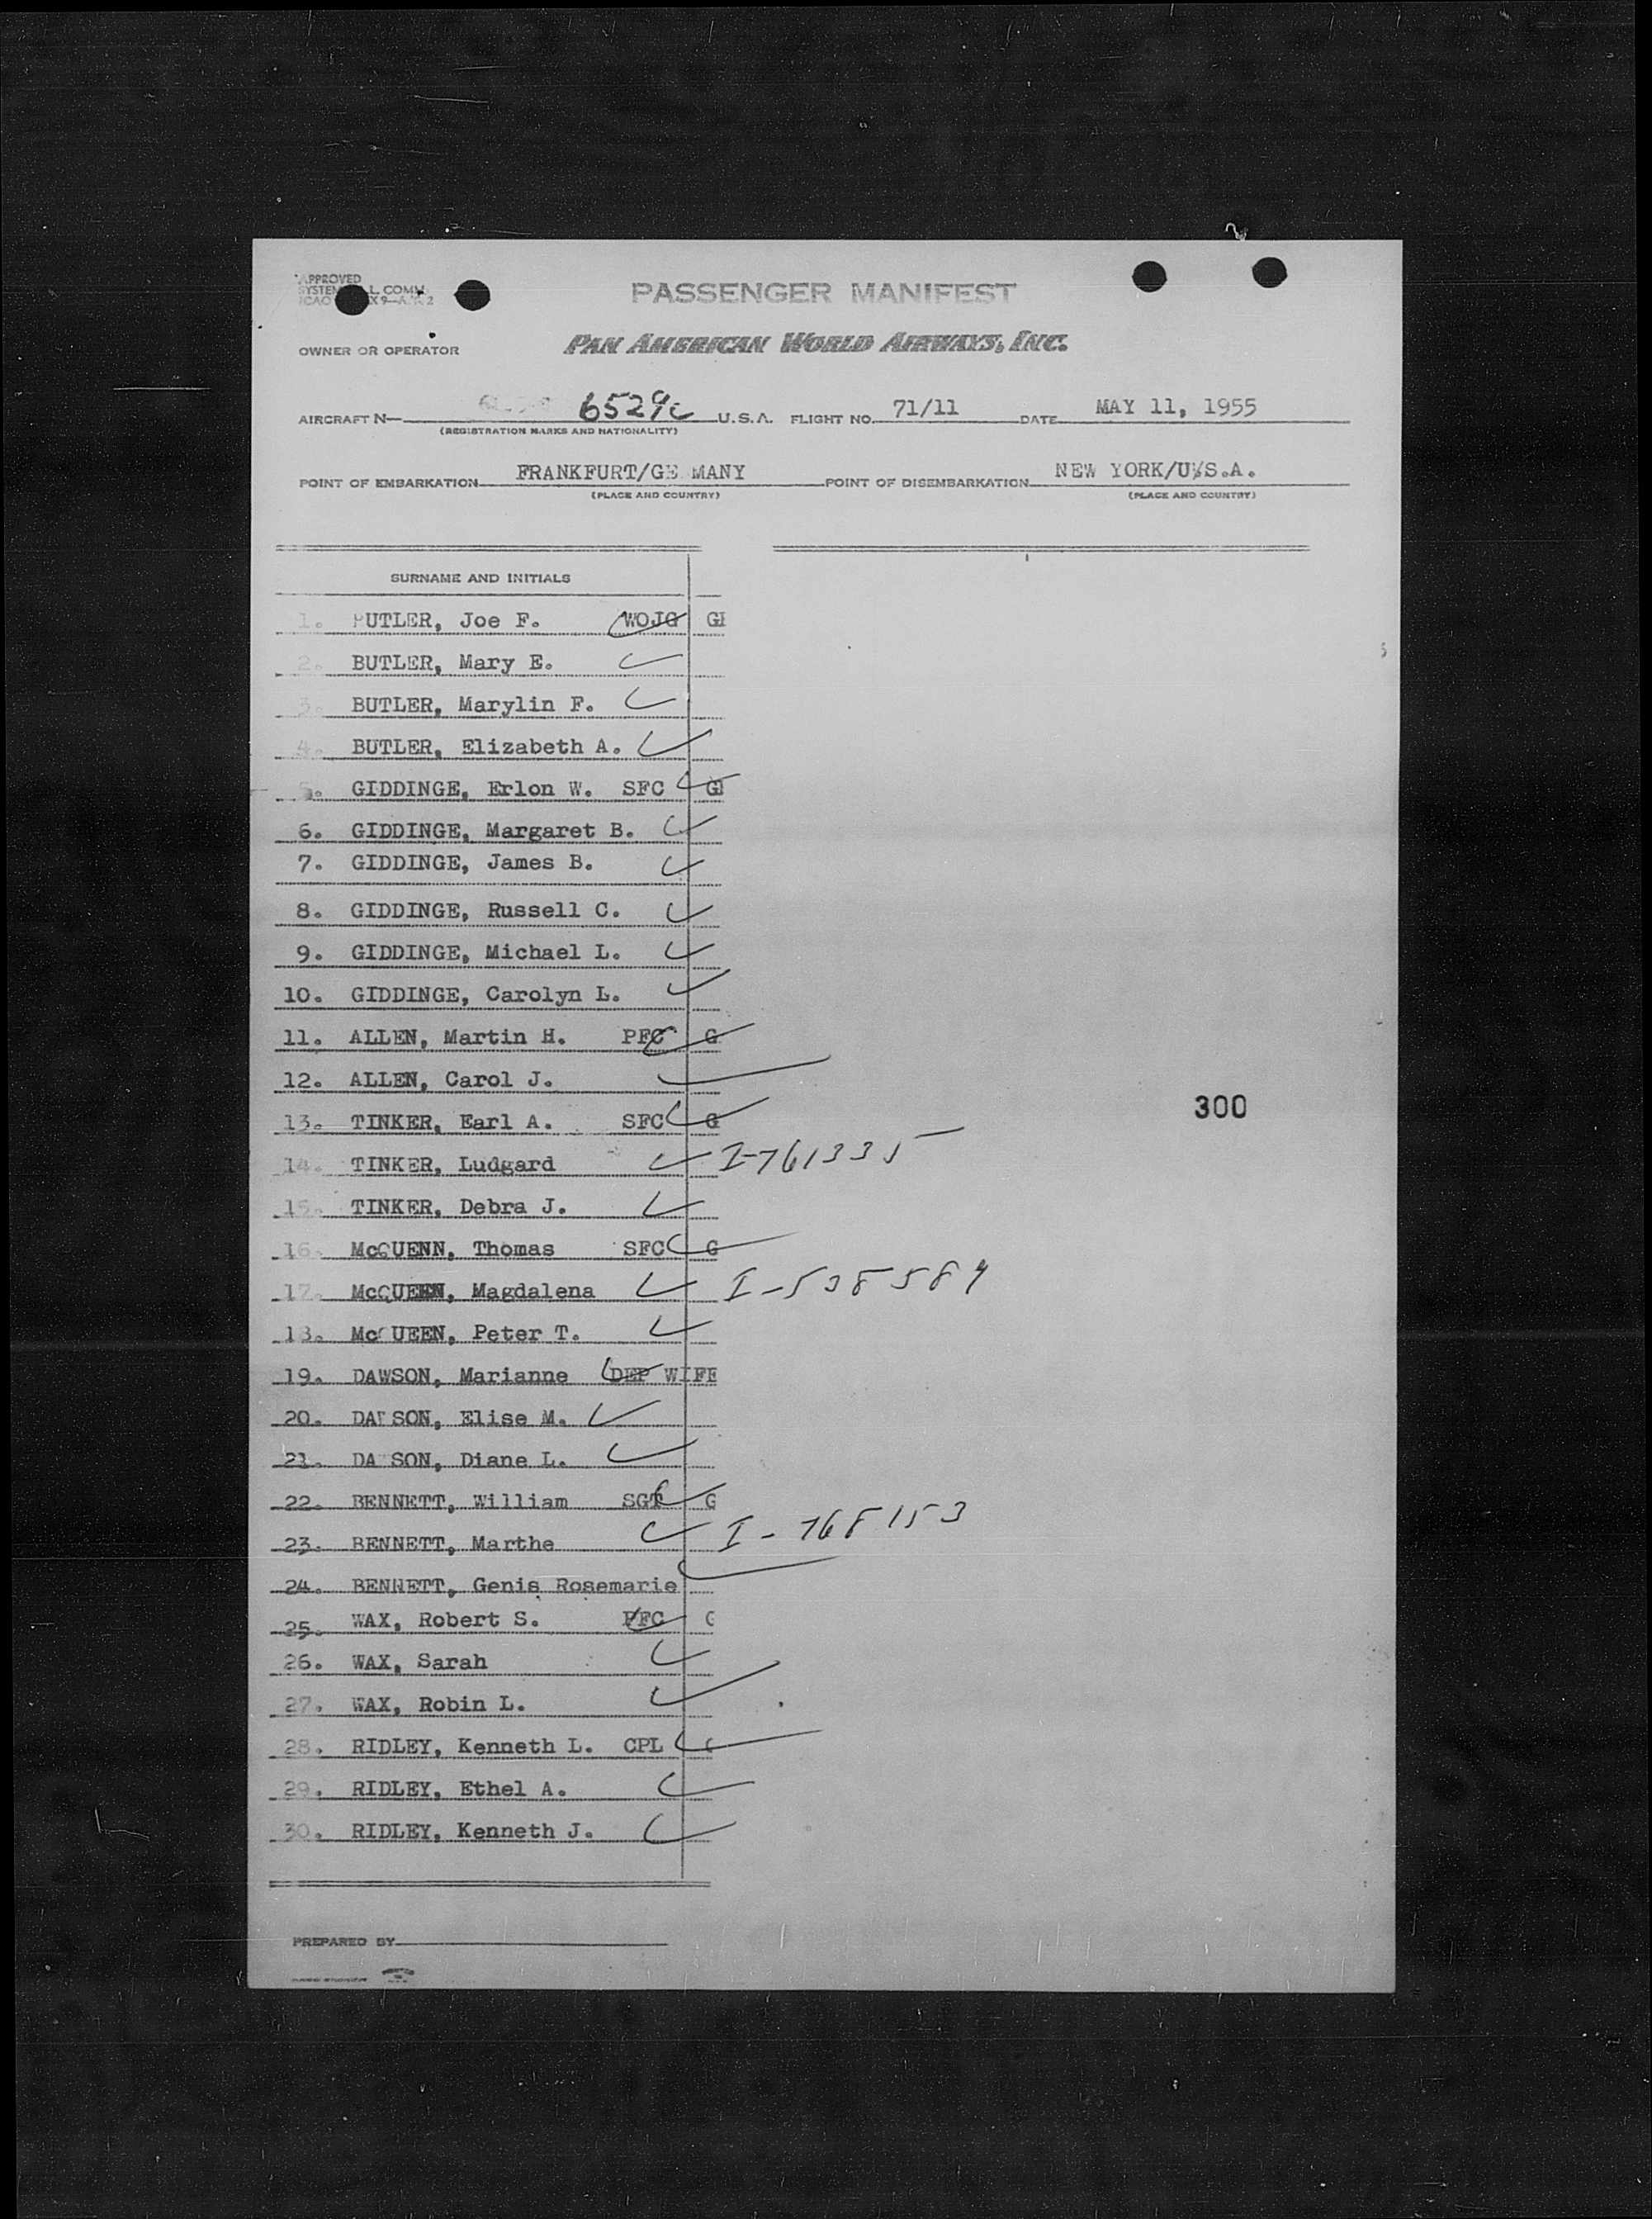 APPROVED
PASSENGER MANIFEST
OWNER OR OPERATOR PAN AMERICAN WORLD AIRWAYS, INC.
AIRCRAFT N— 6529c U.S.A. FLIGHT NO. 71/11 DATE MAY 11, 1955
(REGISTRATION MARKS AND NATIONALITY)
POINT OF EMBARKATION FRANKFURT/GE MANY POINT OF DISEMBARKATION NEW YORK/U.S.A.
(PLACE AND COUNTRY) (PLACE AND COUNTRY)
SURNAME AND INITIALS
1. BUTLER, Joe F. WOJG GI
2. BUTLER, Mary E.
3. BUTLER, Marylin F.
4. BUTLER, Elizabeth A.
5. GIDDINGE, Erlon W. SFC GI
6. GIDDINGE, Margaret B.
7. GIDDINGE, James B.
8. GIDDINGE, Russell C.
9. GIDDINGE, Michael L.
10. GIDDINGE, Carolyn L.
11. ALLEN, Martin H. PFC G
12. ALLEN, Carol J.
300
13. TINKER, Earl A. SFC G
14. TINKER, Ludgard I-761335
15. TINKER, Debra J.
16. McQUENN, Thomas SFC G
17. McQUEEN, Magdalena I-538584
18. McQUEEN, Peter T.
19. DAWSON, Marianne DEP WIFE
20. DAWSON, Elise M.
21. DAWSON, Diane L.
22. BENNETT, William SGT G
23. BENNETT, Marthe I-768153
24. BENNETT, Genis Rosemarie
25. WAX, Robert S. PFC G
26. WAX, Sarah
27. WAX, Robin L.
28. RIDLEY, Kenneth L. CPL
29. RIDLEY, Ethel A.
30. RIDLEY, Kenneth J.
PREPARED BY